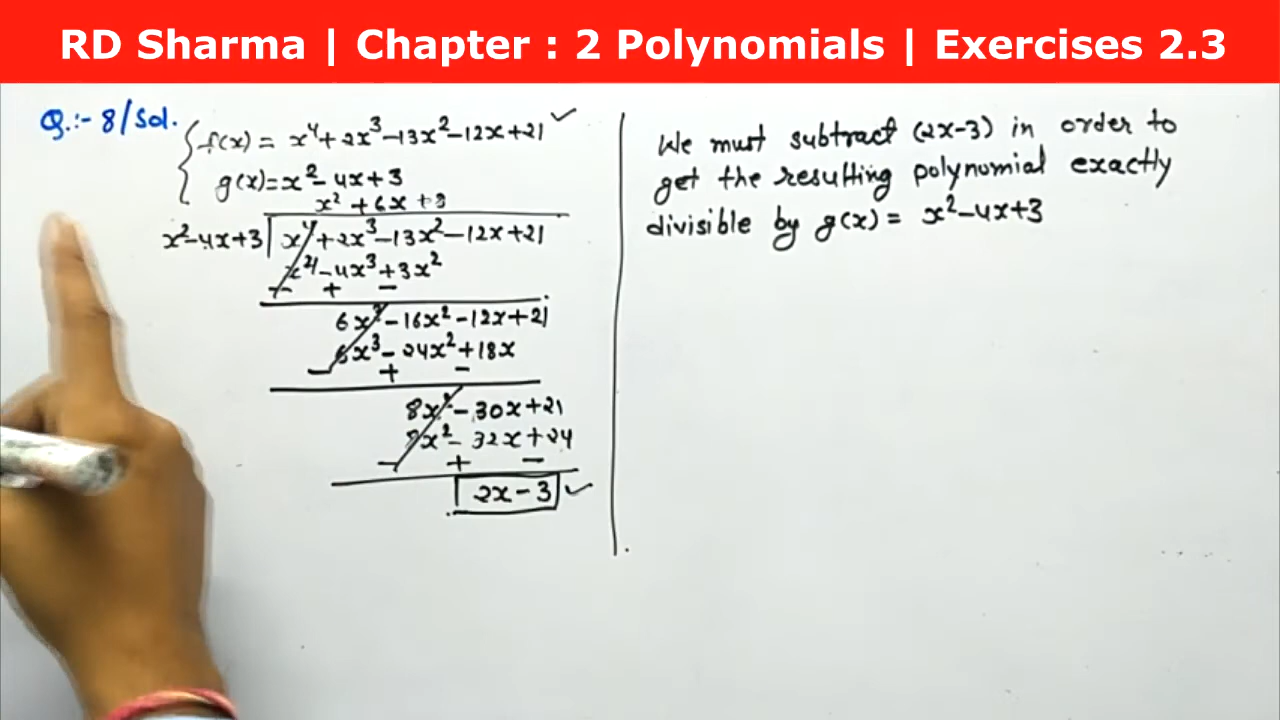 RD Sharma | Chapter : 2 Polynomials | Exercises 2.3
Q.:- 8/Sol.
f(x) = x⁴+2x³-13x²-12x+21
g(x)=x²-4x+3
x²+6x+8
x²-4x+3 x⁴+2x³-13x²-12x+21
x⁴-4x³+3x²
- + -
6x³-16x²-12x+21
6x³-24x²+18x
- + -
8x²-30x+21
8x²-32x+24
- + -
2x-3
We must subtract (2x-3) in order to
get the resulting polynomial exactly
divisible by g(x) = x²-4x+3